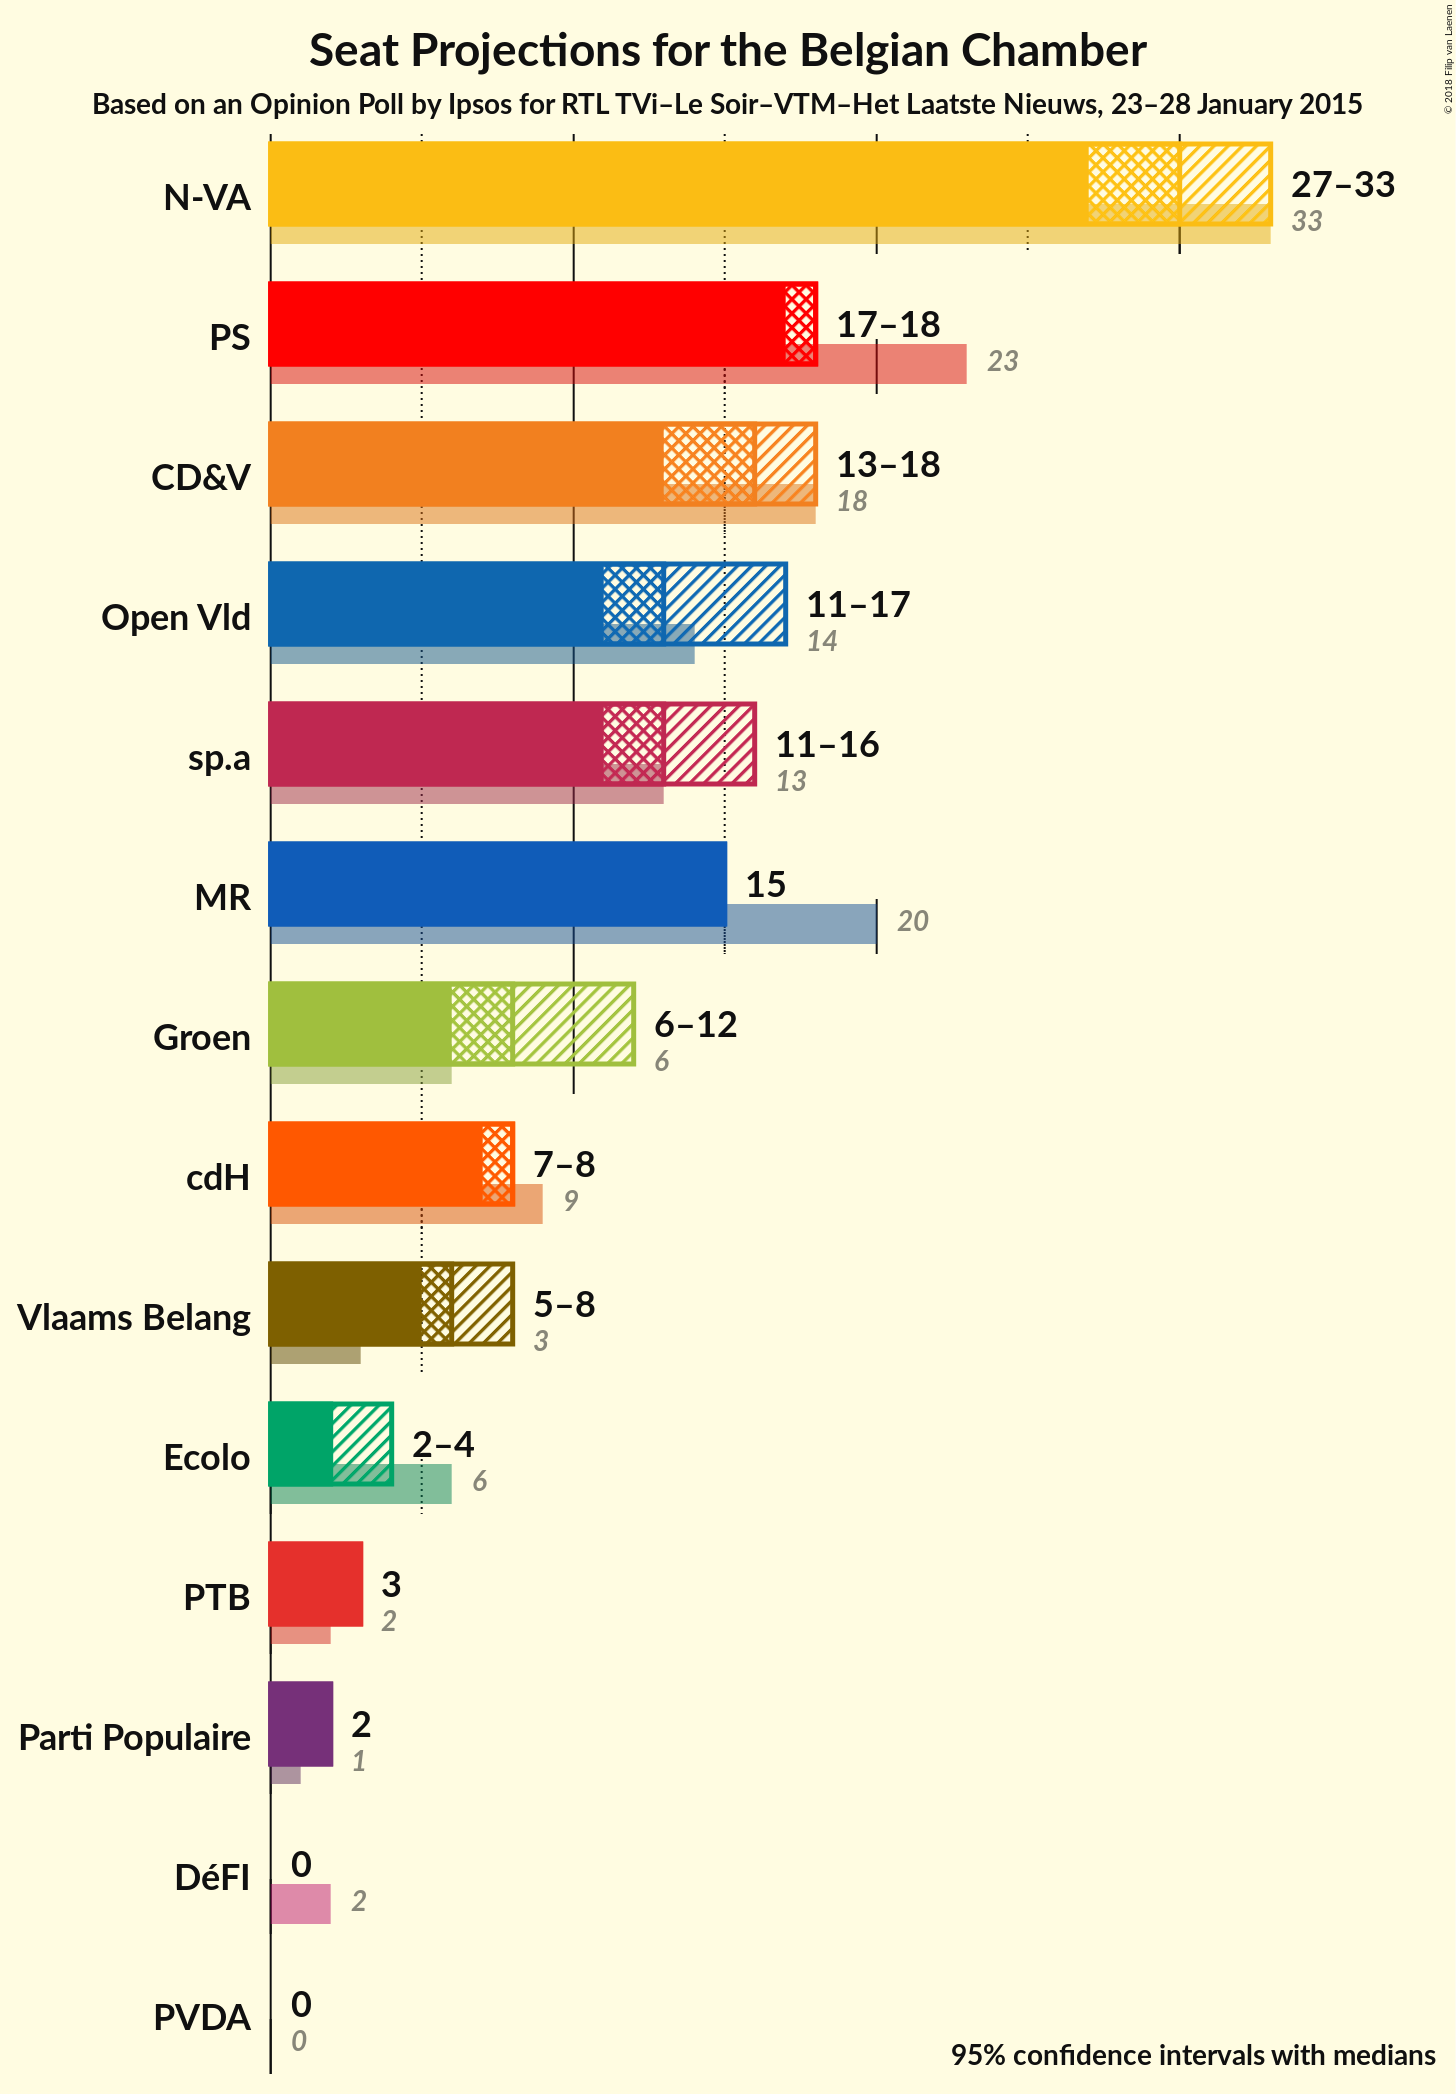 Seat Projections for the Belgian Chamber
Based on an Opinion Poll by Ipsos for RTL TVi–Le Soir–VTM–Het Laatste Nieuws, 23–28 January 2015
© 2018 Filip van Laenen
N-VA
27–33
33
PS
17–18
23
CD&V
13–18
18
Open Vld
11–17
14
sp.a
11–16
13
MR
15
20
Groen
6–12
6
cdH
7–8
9
Vlaams Belang
5–8
3
Ecolo
2–4
6
PTB
3
2
Parti Populaire
2
1
DéFI
0
2
PVDA
0
0
95% confidence intervals with medians